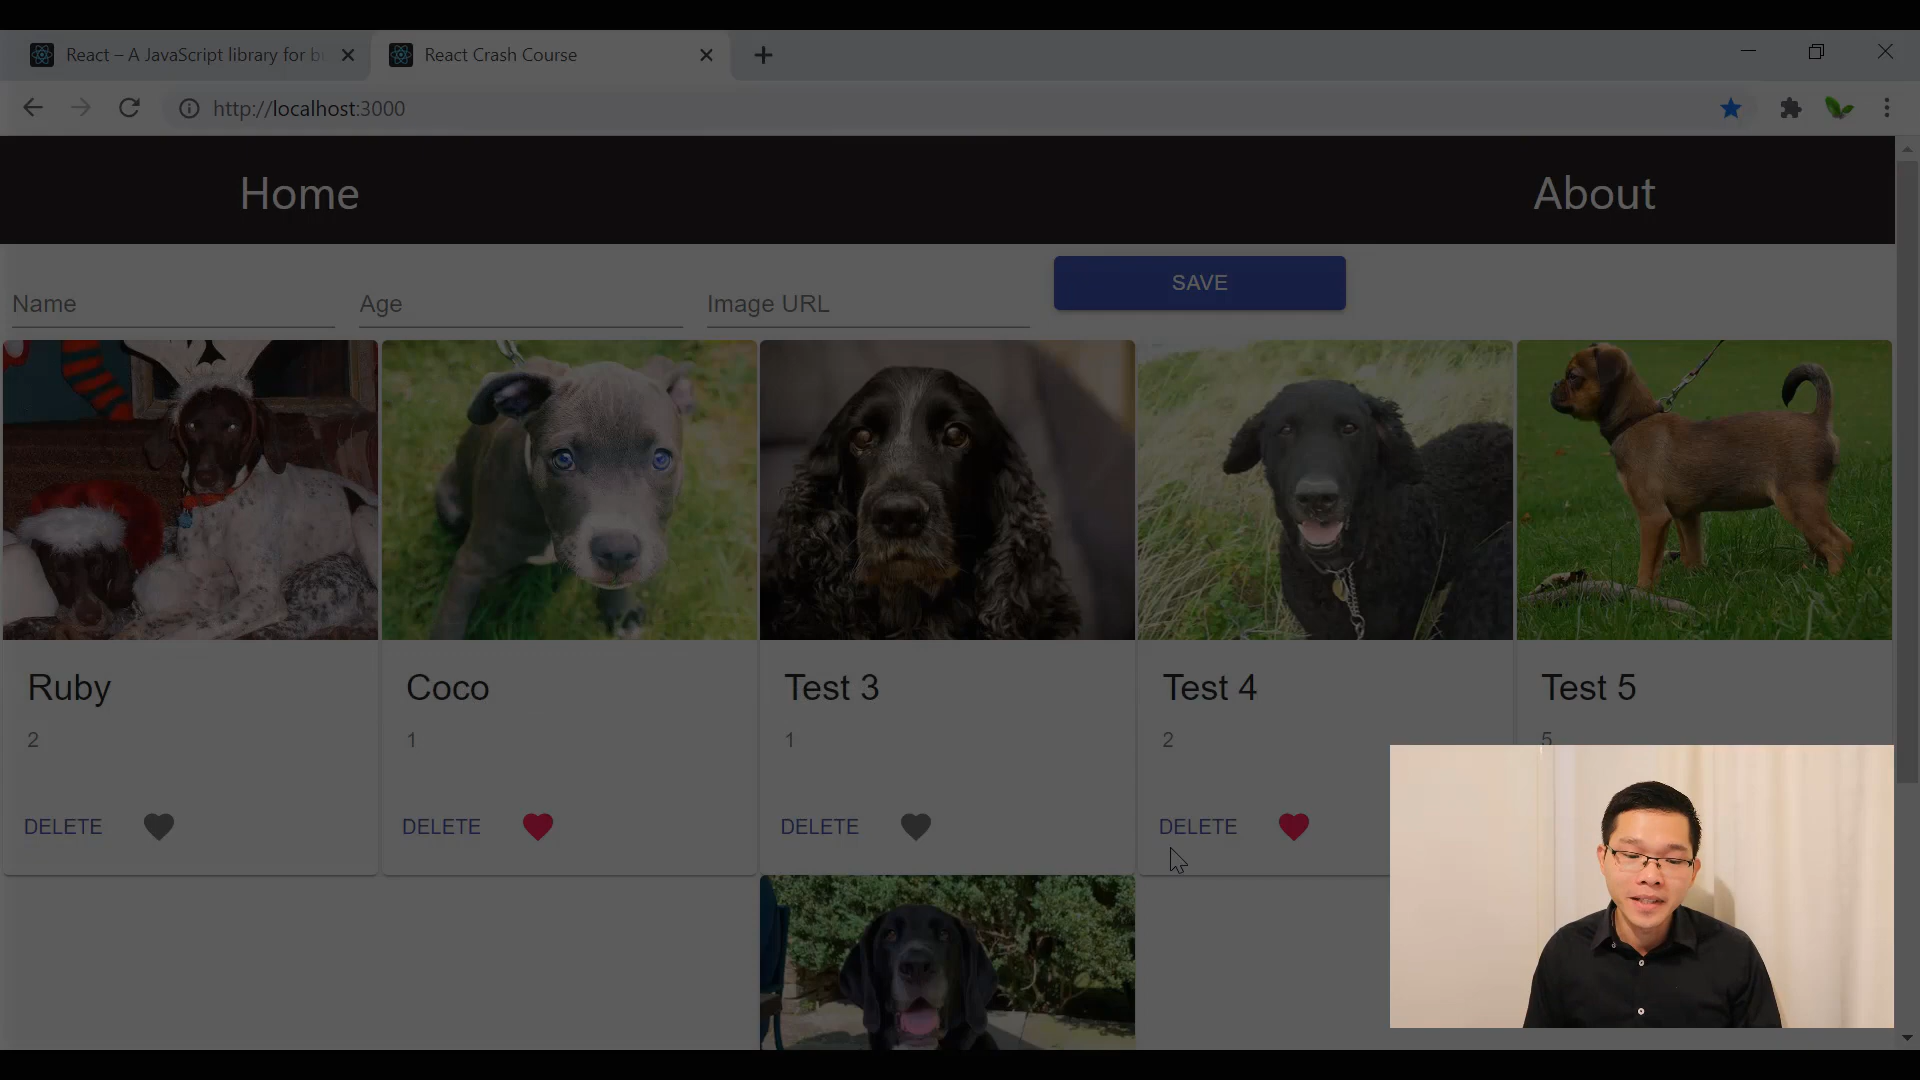 React – A JavaScript library for b
React Crash Course
http://localhost:3000
Home
About
Name
Age
Image URL
SAVE
Ruby
Coco
Test 3
Test 4
Test 5
2
1
1
2
5
DELETE
DELETE
DELETE
DELETE